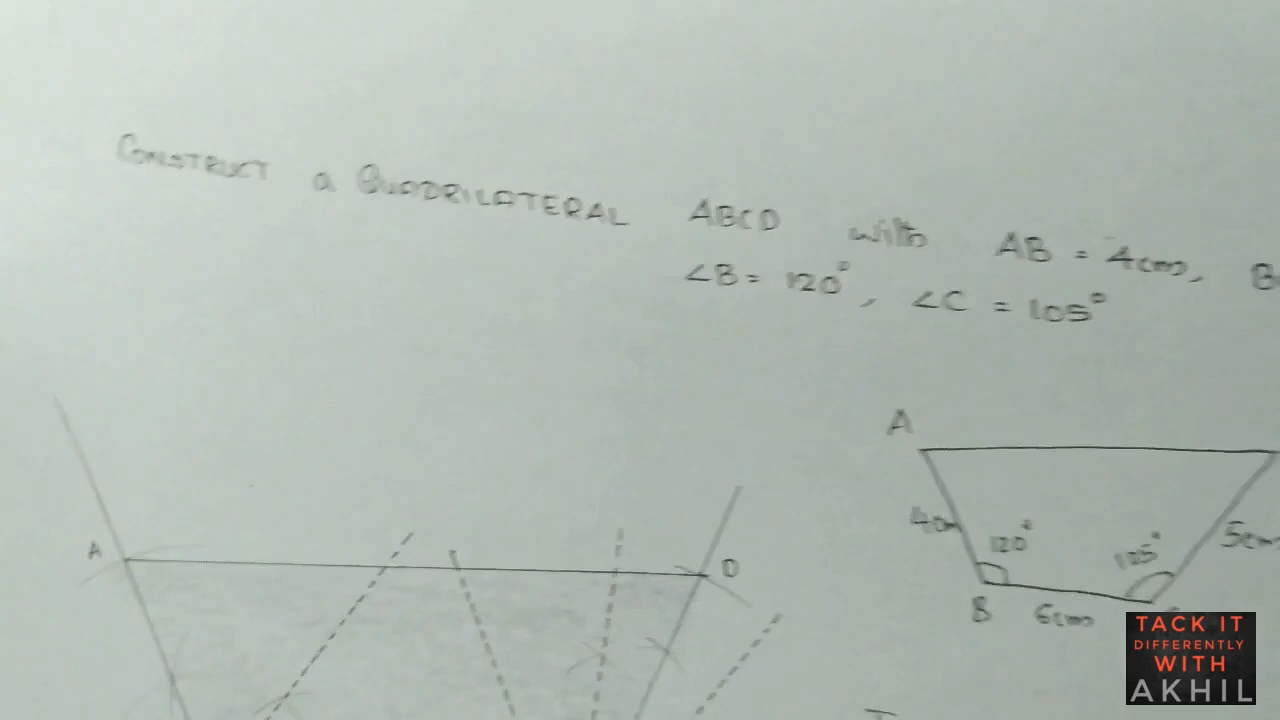 CONSTRUCT a QUADRILATERAL ABCD with AB = 4cm,
∠B = 120°, ∠C = 105°
A
4cm
120°
105°
5cm
B
6cm
A
D
TACK IT
DIFFERENTLY
WITH
AKHIL